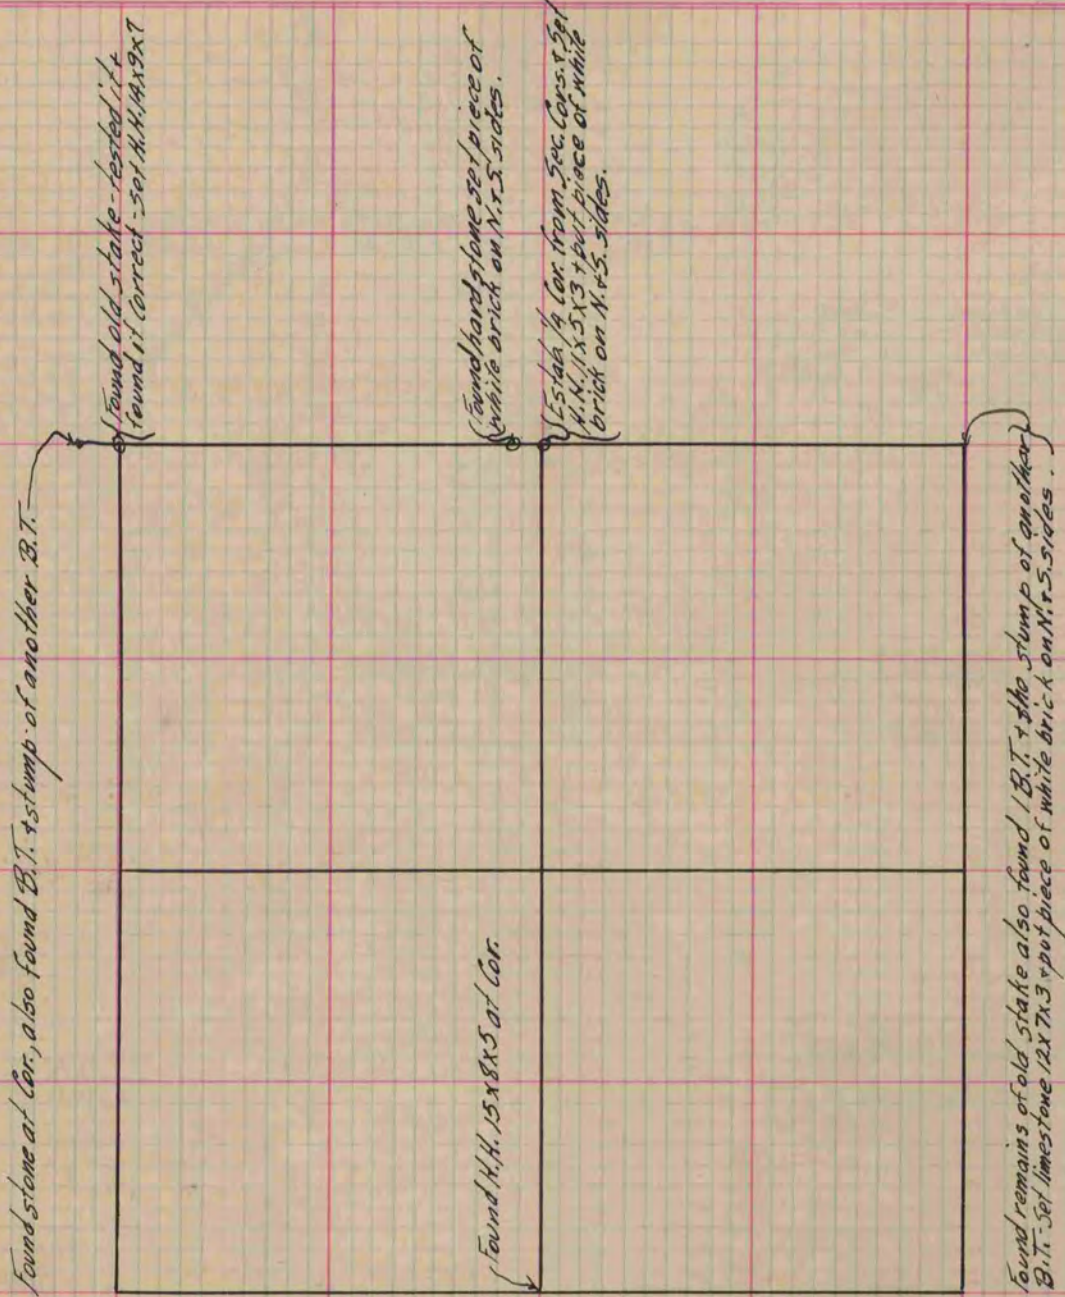 Found stone at Cor., also found B.T. + stump of another B.T.
Found old stake - tested it +
found it correct - set H.H. 14x9x7
Found hard stone set piece of
white brick on N. + S. sides.
Estab. 1/4 Cor. from Sec. Cors. + Set
H.H. 11x5x3 + put piece of white
brick on N. + S. sides.
Found H.H. 15x8x5 at Cor.
Found remains of old stake also found 1 B.T. + the stump of another
B.T. - Set limestone 12x7x3 + put piece of white brick on N. + S. sides.